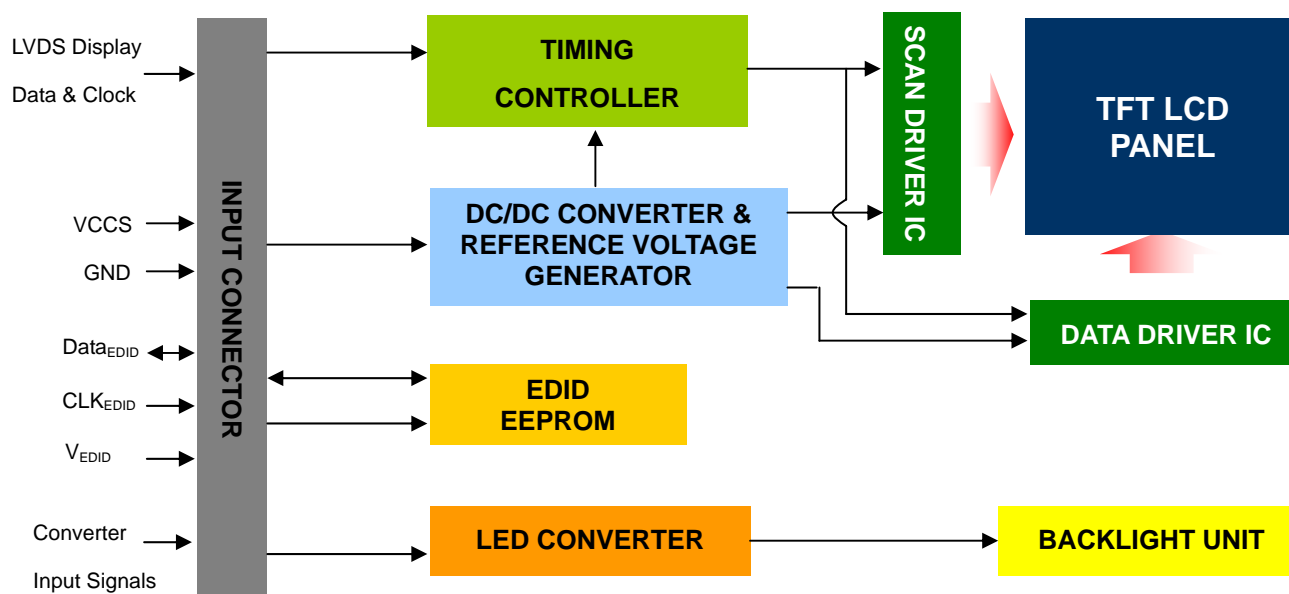 LVDS Display
Data & Clock
VCCS
GND
DataEDID
CLKEDID
VEDID
Converter
Input Signals
INPUT CONNECTOR
TIMING
CONTROLLER
DC/DC CONVERTER &
REFERENCE VOLTAGE
GENERATOR
EDID
EEPROM
LED CONVERTER
SCAN DRIVER IC
TFT LCD
PANEL
DATA DRIVER IC
BACKLIGHT UNIT